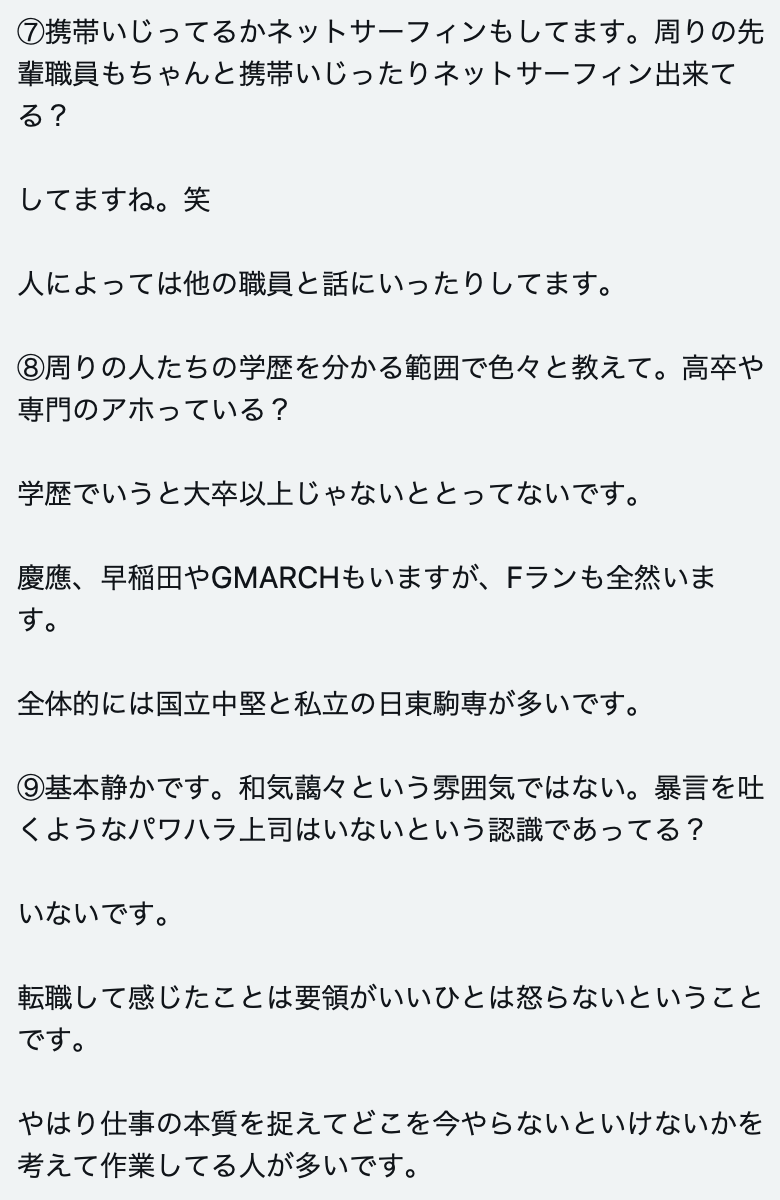 ⑦携帯いじってるかネットサーフィンもしてます。周りの先
輩職員もちゃんと携帯いじったりネットサーフィン出来て
る？
してますね。笑
人によっては他の職員と話にいったりしてます。
⑧周りの人たちの学歴を分かる範囲で色々と教えて。高卒や
専門のアホっている？
学歴でいうと大卒以上じゃないととってないです。
慶應、早稲田やGMARCHもいますが、Fランも全然いま
す。
全体的には国立中堅と私立の日東駒専が多いです。
⑨基本静かです。和気藹々という雰囲気ではない。暴言を吐
くようなパワハラ上司はいないという認識であってる？
いないです。
転職して感じたことは要領がいいひとは怒らないということ
です。
やはり仕事の本質を捉えてどこを今やらないといけないかを
考えて作業してる人が多いです。